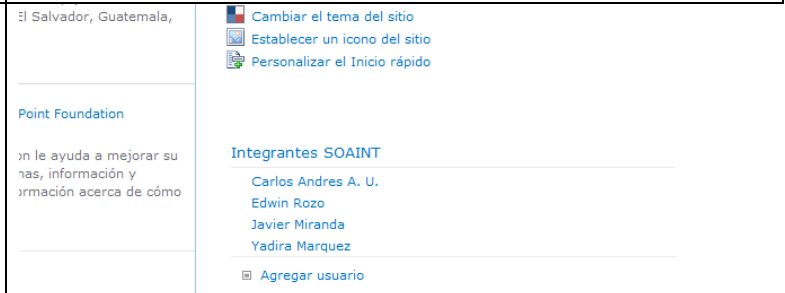 El Salvador, Guatemala,
Point Foundation
on le ayuda a mejorar su
nas, información y
ormación acerca de cómo
Cambiar el tema del sitio
Establecer un icono del sitio
Personalizar el Inicio rápido
Integrantes SOAINT
Carlos Andres A. U.
Edwin Rozo
Javier Miranda
Yadira Marquez
Agregar usuario